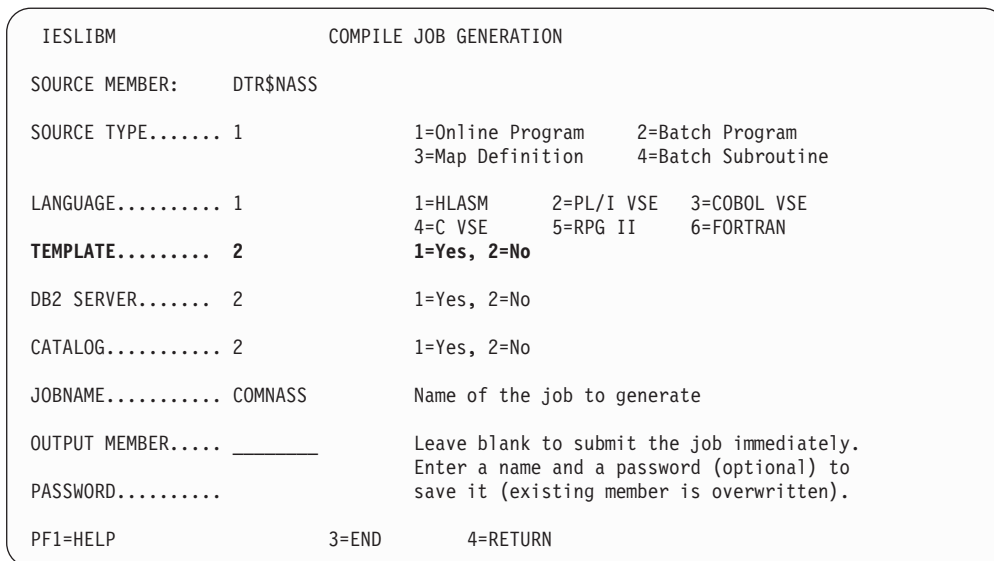 IESLIBM COMPILE JOB GENERATION
SOURCE MEMBER: DTR$NASS
SOURCE TYPE....... 1 1=Online Program 2=Batch Program
3=Map Definition 4=Batch Subroutine
LANGUAGE.......... 1 1=HLASM 2=PL/I VSE 3=COBOL VSE
4=C VSE 5=RPG II 6=FORTRAN
TEMPLATE......... 2 1=Yes, 2=No
DB2 SERVER....... 2 1=Yes, 2=No
CATALOG........... 2 1=Yes, 2=No
JOBNAME........... COMNASS Name of the job to generate
OUTPUT MEMBER..... ________ Leave blank to submit the job immediately.
Enter a name and a password (optional) to
PASSWORD.......... save it (existing member is overwritten).
PF1=HELP 3=END 4=RETURN